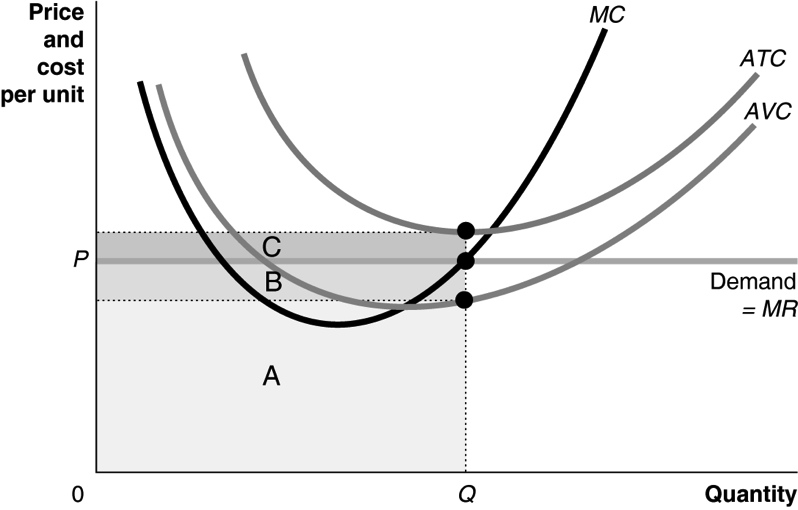 Price
and
cost
per unit
MC
ATC
AVC
C
P
B
Demand
= MR
A
0
Q
Quantity